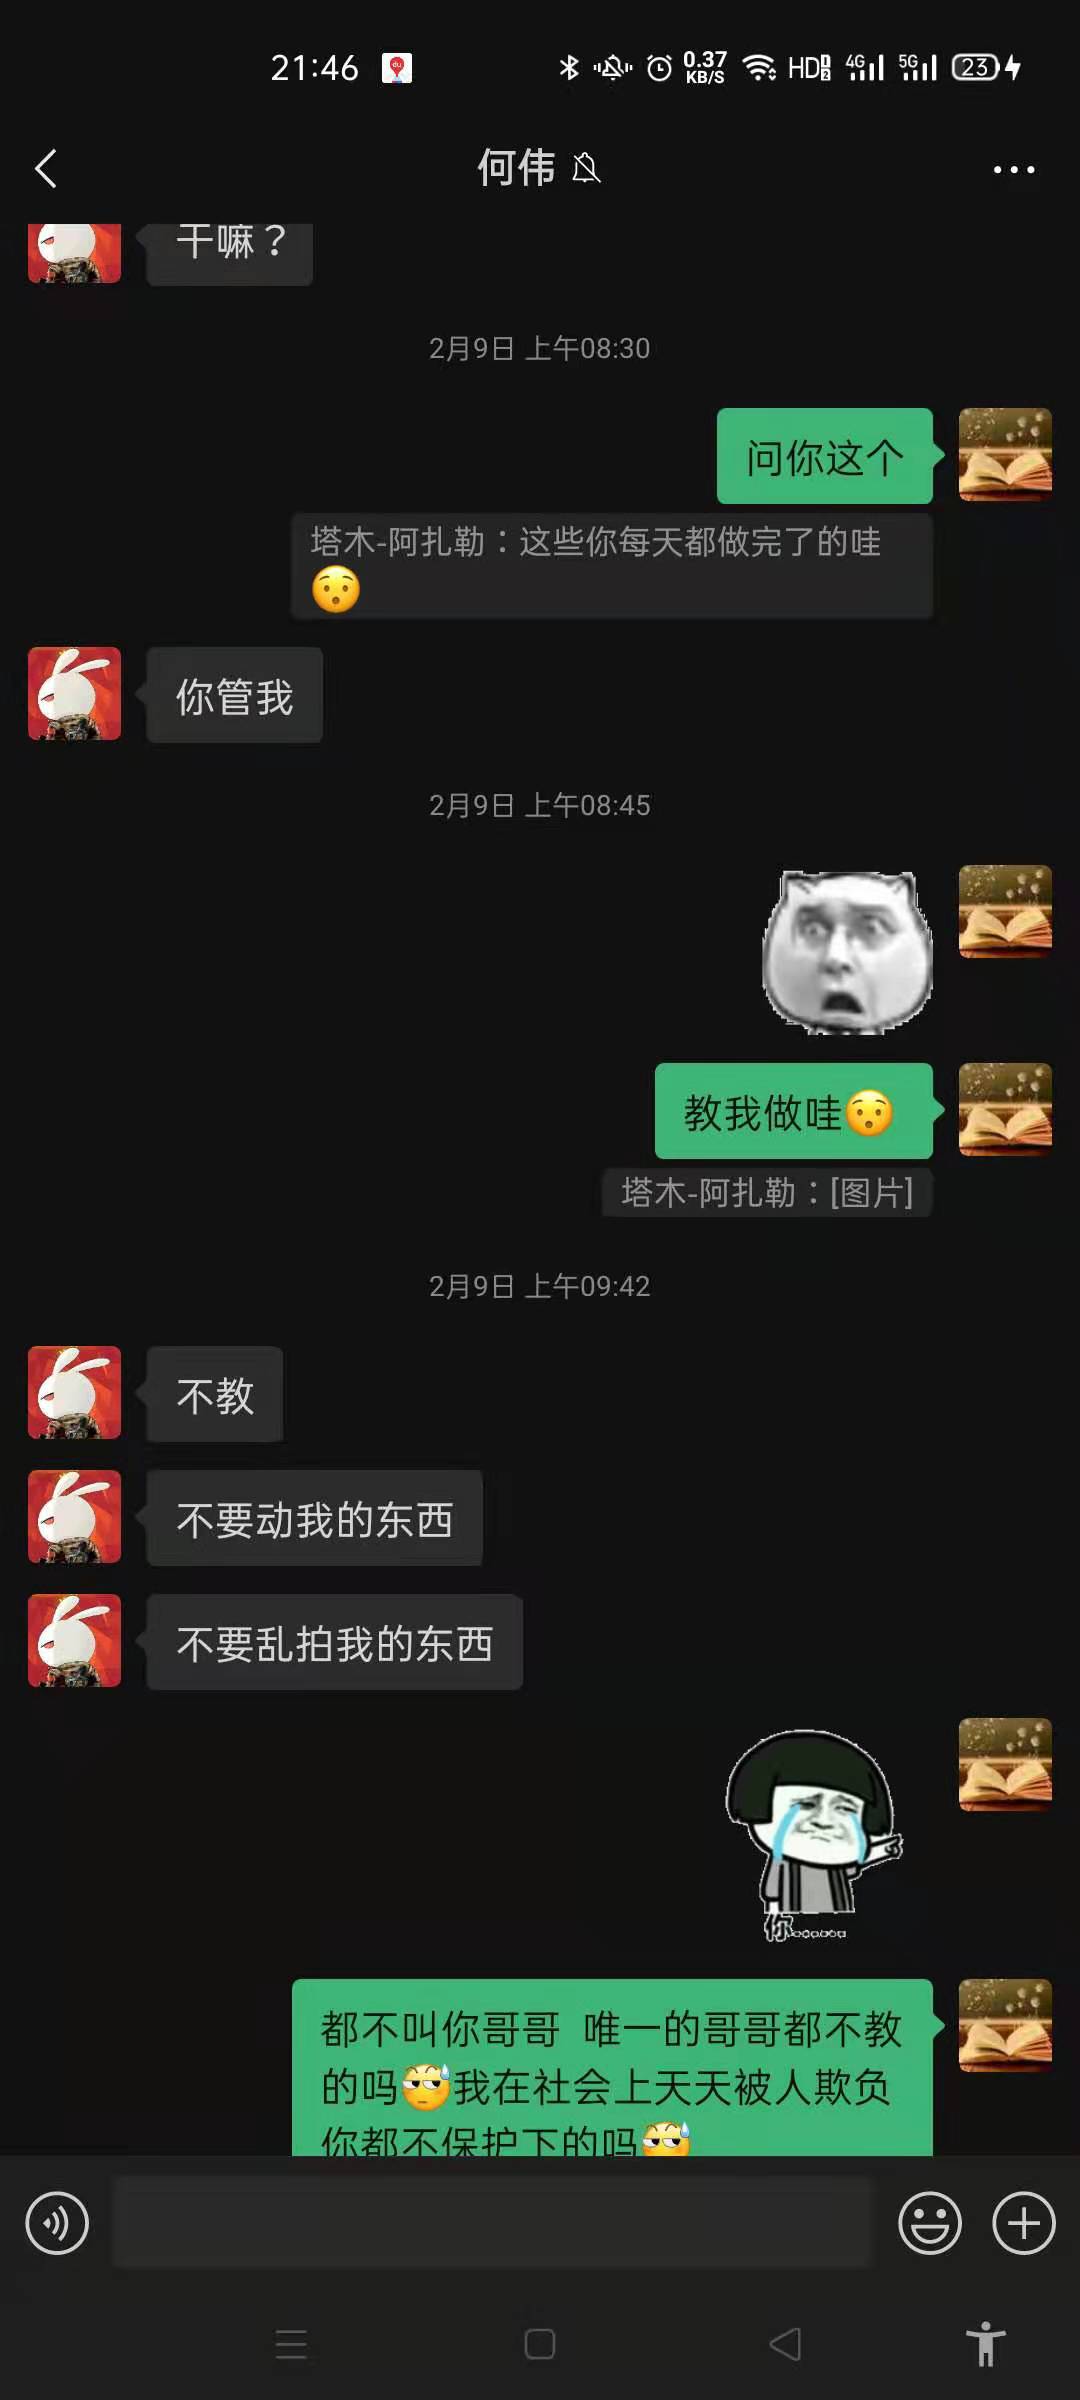 21:46
0.37
KB/S
HD
4G
5G
23
何伟
干嘛？
2月9日 上午08:30
问你这个
塔木-阿扎勒：这些你每天都做完了的哇
😯
你管我
2月9日 上午08:45
教我做哇😯
塔木-阿扎勒：[图片]
2月9日 上午09:42
不教
不要动我的东西
不要乱拍我的东西
你......
都不叫你哥哥 唯一的哥哥都不教
的吗😓我在社会上天天被人欺负
你都不保护下的吗😓